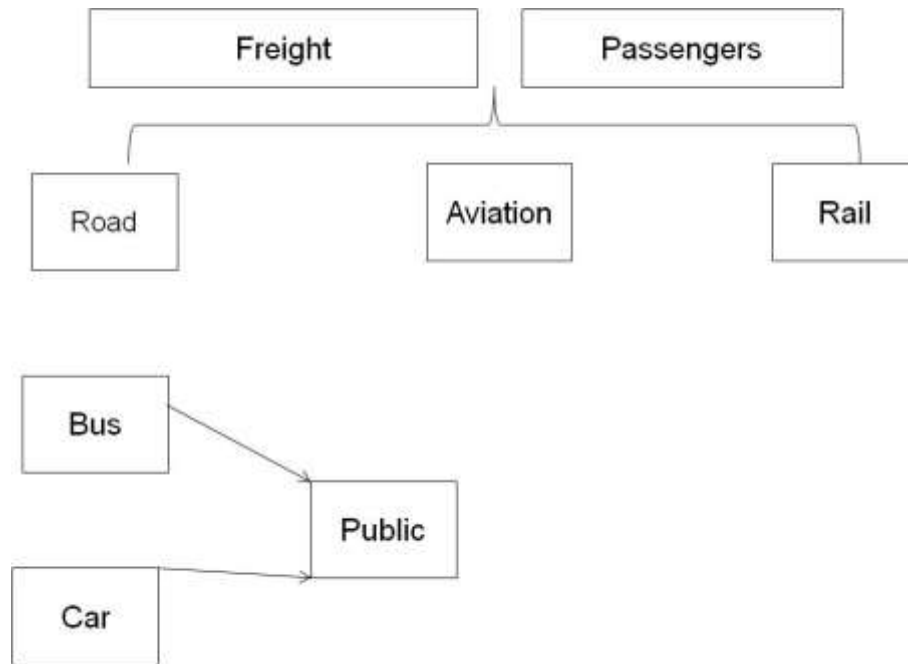 Freight
Passengers
Road
Aviation
Rail
Bus
Public
Car